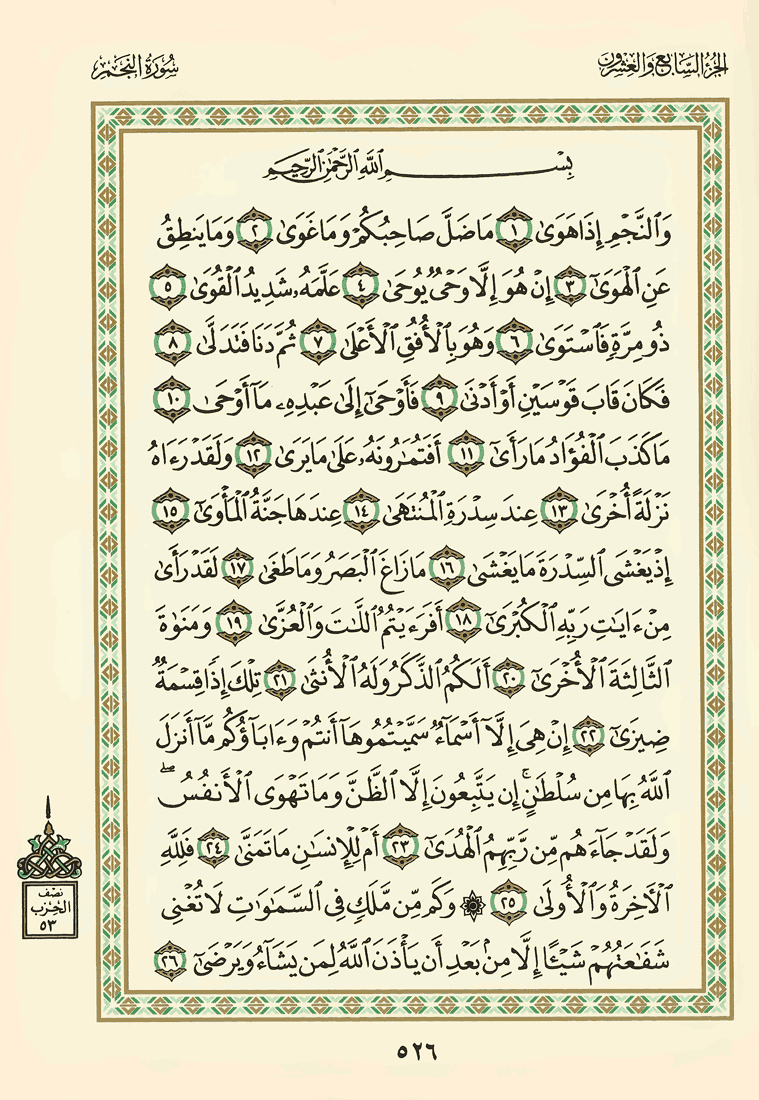 الجزء السابع والعشرون
سورة النجم
بِسْمِ ٱللَّهِ ٱلرَّحْمَٰنِ ٱلرَّحِيمِ
وَٱلنَّجْمِ إِذَا هَوَىٰ ١ مَا ضَلَّ صَاحِبُكُمْ وَمَا غَوَىٰ ٢ وَمَا يَنطِقُ
عَنِ ٱلْهَوَىٰٓ ٣ إِنْ هُوَ إِلَّا وَحْىٌ يُوحَىٰ ٤ عَلَّمَهُۥ شَدِيدُ ٱلْقُوَىٰ ٥
ذُو مِرَّةٍ فَٱسْتَوَىٰ ٦ وَهُوَ بِٱلْأُفُقِ ٱلْأَعْلَىٰ ٧ ثُمَّ دَنَا فَتَدَلَّىٰ ٨
فَكَانَ قَابَ قَوْسَيْنِ أَوْ أَدْنَىٰ ٩ فَأَوْحَىٰٓ إِلَىٰ عَبْدِهِۦ مَآ أَوْحَىٰ ١٠
مَا كَذَبَ ٱلْفُؤَادُ مَا رَأَىٰٓ ١١ أَفَتُمَٰرُونَهُۥ عَلَىٰ مَا يَرَىٰ ١٢ وَلَقَدْ رَءَاهُ
نَزْلَةً أُخْرَىٰ ١٣ عِندَ سِدْرَةِ ٱلْمُنتَهَىٰ ١٤ عِندَهَا جَنَّةُ ٱلْمَأْوَىٰٓ ١٥
إِذْ يَغْشَى ٱلسِّدْرَةَ مَا يَغْشَىٰ ١٦ مَا زَاغَ ٱلْبَصَرُ وَمَا طَغَىٰ ١٧ لَقَدْ رَأَىٰ
مِنْ ءَايَٰتِ رَبِّهِ ٱلْكُبْرَىٰٓ ١٨ أَفَرَءَيْتُمُ ٱللَّٰتَ وَٱلْعُزَّىٰ ١٩ وَمَنَوٰةَ
ٱلثَّالِثَةَ ٱلْأُخْرَىٰٓ ٢٠ أَلَكُمُ ٱلذَّكَرُ وَلَهُ ٱلْأُنثَىٰ ٢١ تِلْكَ إِذًا قِسْمَةٌ
ضِيزَىٰٓ ٢٢ إِنْ هِىَ إِلَّآ أَسْمَآءٌ سَمَّيْتُمُوهَآ أَنتُمْ وَءَابَآؤُكُم مَّآ أَنزَلَ
ٱللَّهُ بِهَا مِن سُلْطَٰنٍ ۚ إِن يَتَّبِعُونَ إِلَّا ٱلظَّنَّ وَمَا تَهْوَى ٱلْأَنفُسُ ۖ
وَلَقَدْ جَآءَهُم مِّن رَّبِّهِمُ ٱلْهُدَىٰٓ ٢٣ أَمْ لِلْإِنسَٰنِ مَا تَمَنَّىٰ ٢٤ فَلِلَّهِ
ٱلْءَاخِرَةُ وَٱلْأُولَىٰ ٢٥ ۞ وَكَم مِّن مَّلَكٍ فِى ٱلسَّمَٰوَٰتِ لَا تُغْنِى
شَفَٰعَتُهُمْ شَيْـًٔا إِلَّا مِنۢ بَعْدِ أَن يَأْذَنَ ٱللَّهُ لِمَن يَشَآءُ وَيَرْضَىٰٓ ٢٦
نصف
الحزب
٥٣
٥٢٦